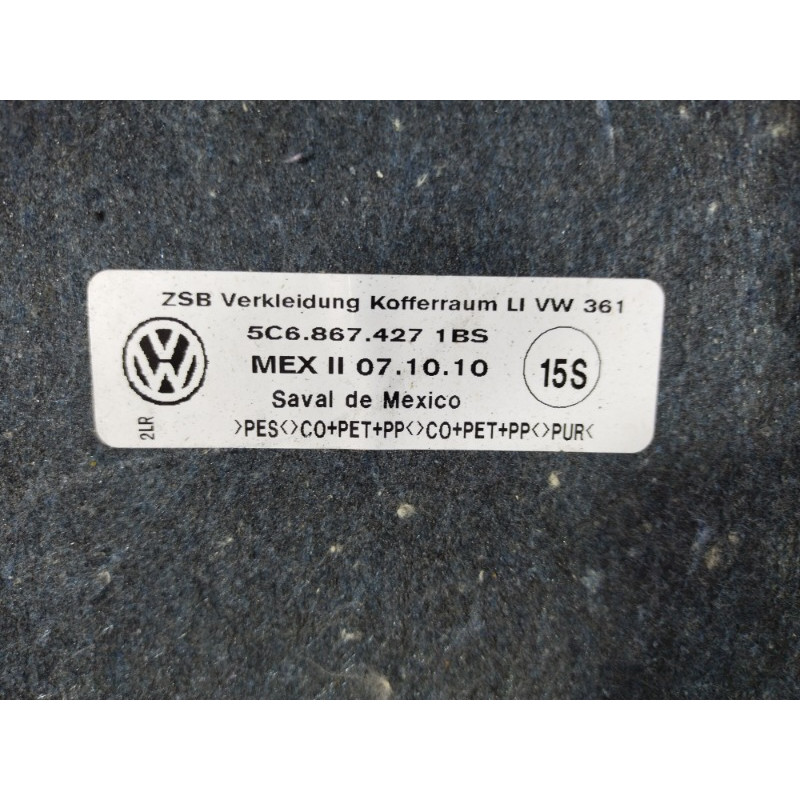 ZSB Verkleidung Kofferraum LI VW 361
5C6.867.427 1BS
MEX II 07.10.10
15S
Saval de Mexico
2LR
>PES<>CO+PET+PP<>CO+PET+PP<>PUR<